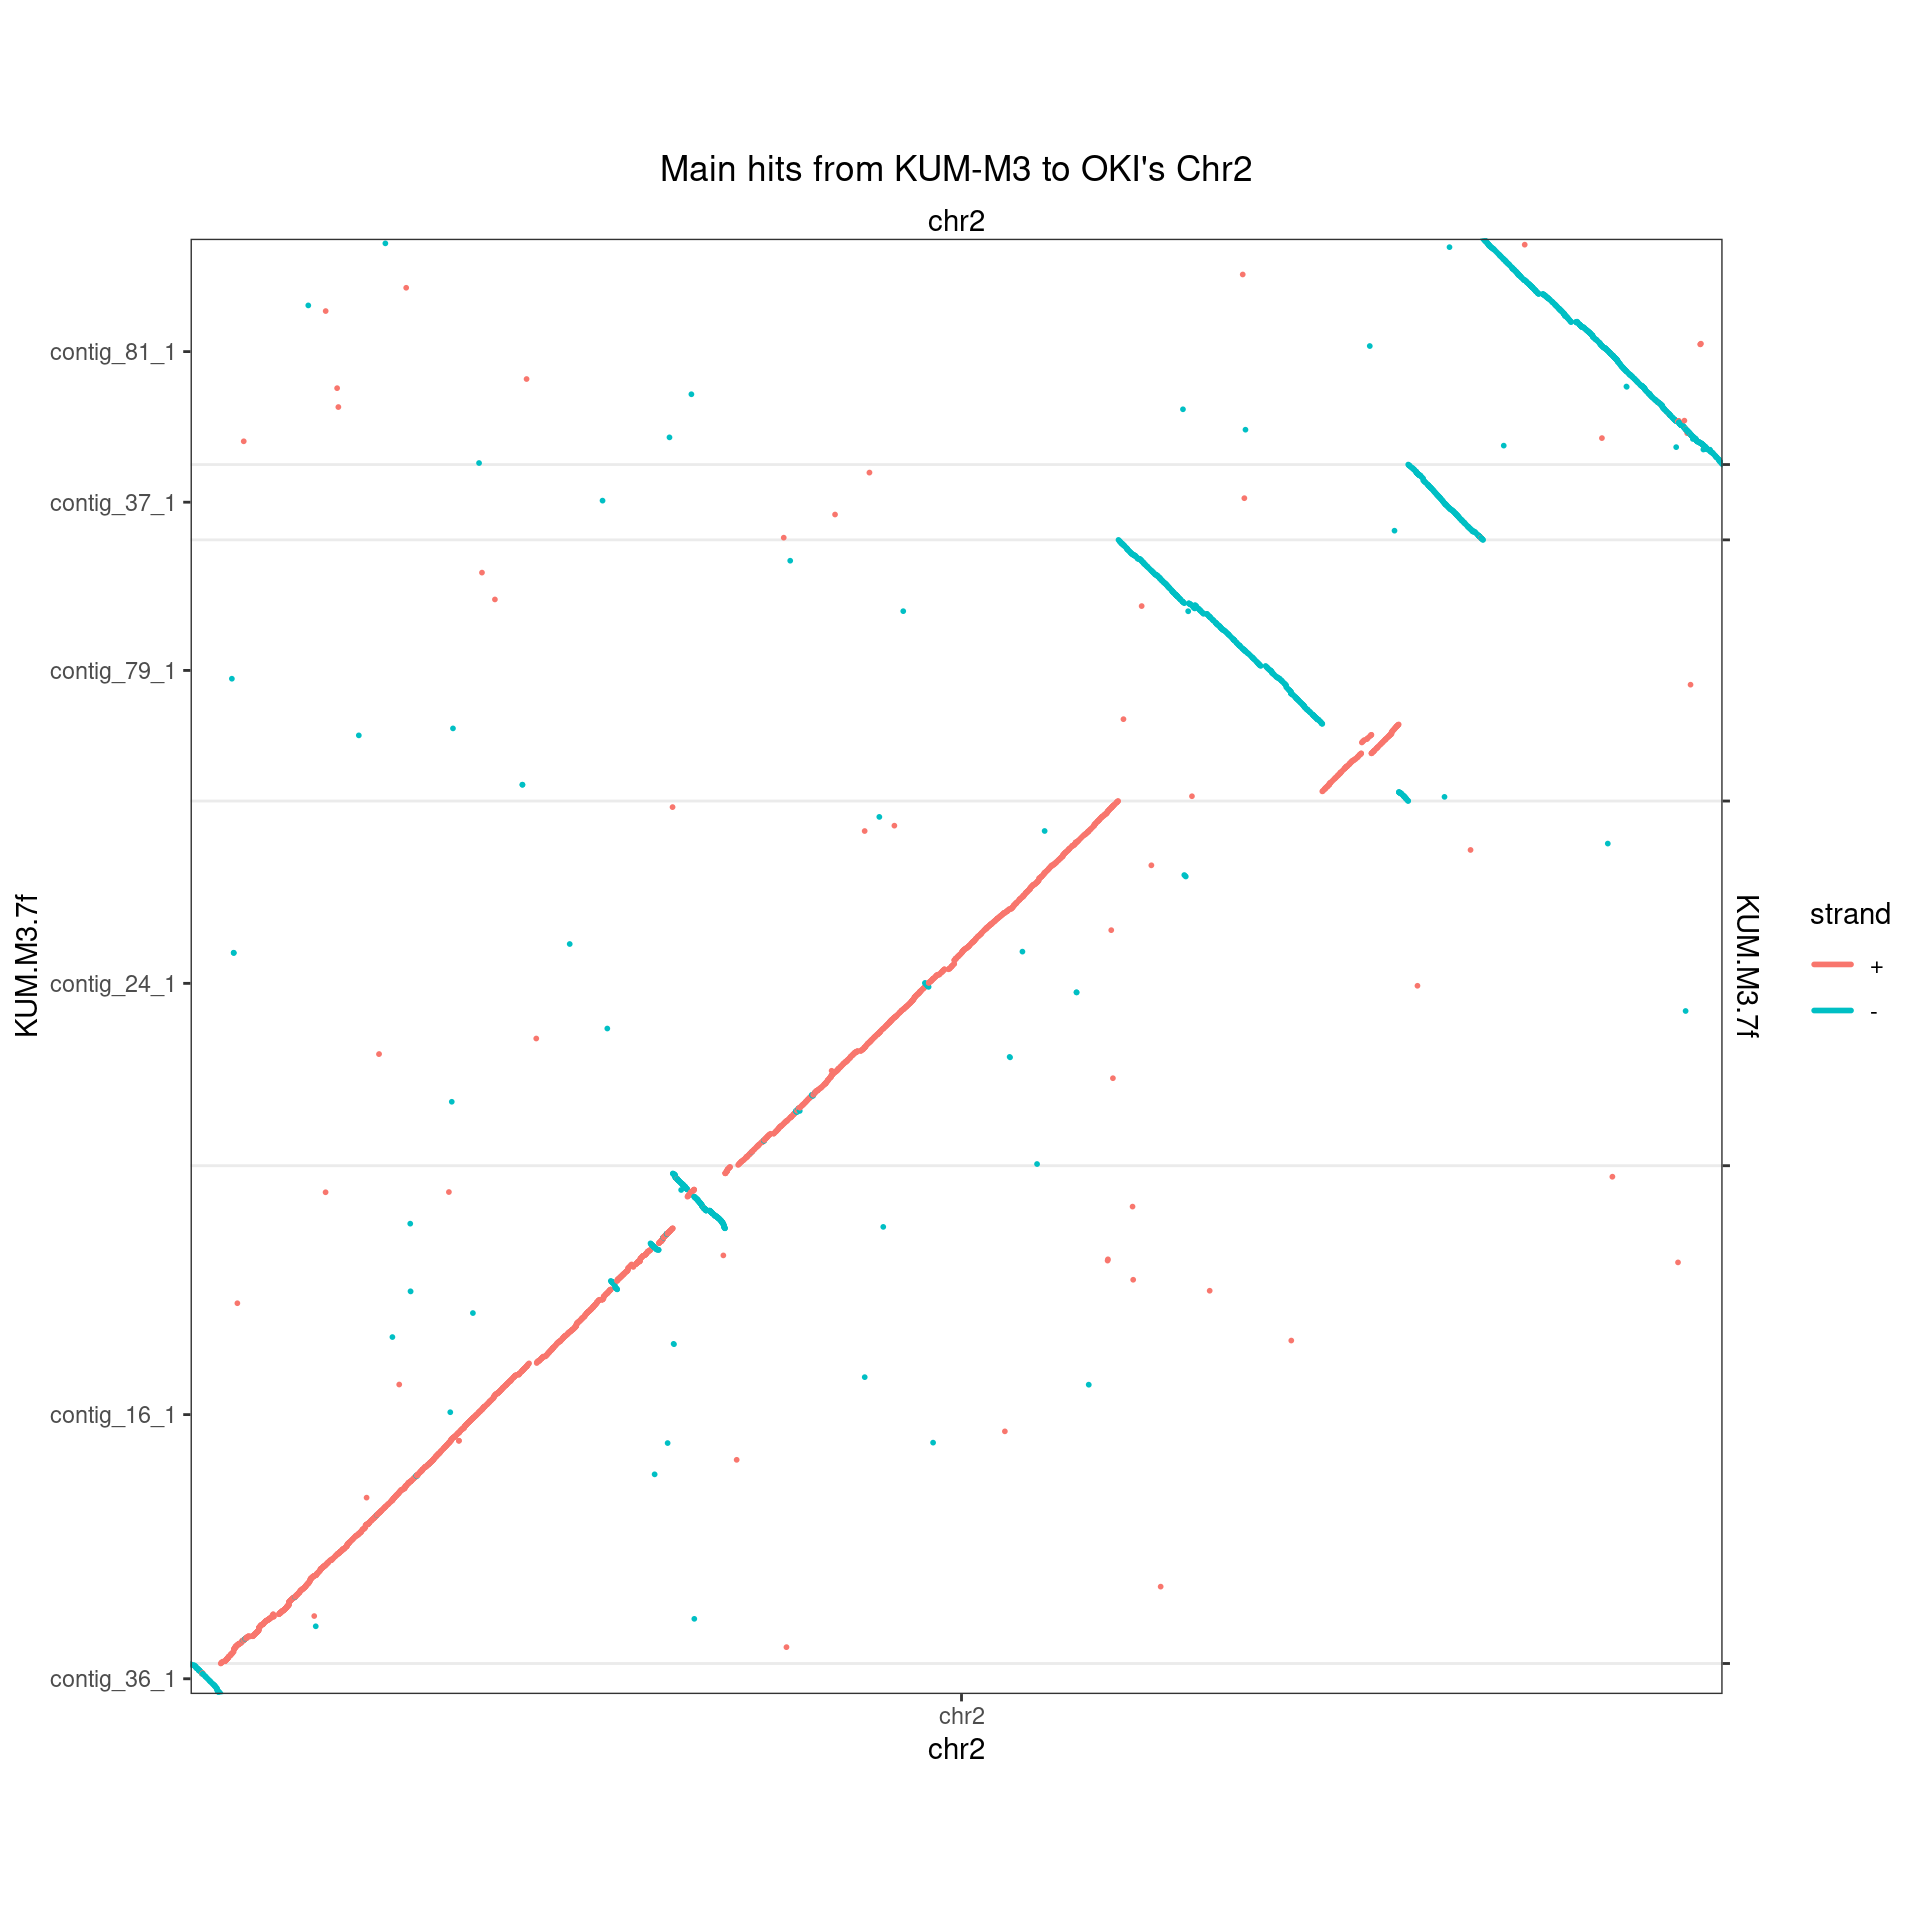 Main hits from KUM-M3 to OKI's Chr2
chr2
contig_81_1
contig_37_1
contig_79_1
contig_24_1
contig_16_1
contig_36_1
KUM.M3.7f
KUM.M3.7f
strand
+
-
chr2
chr2